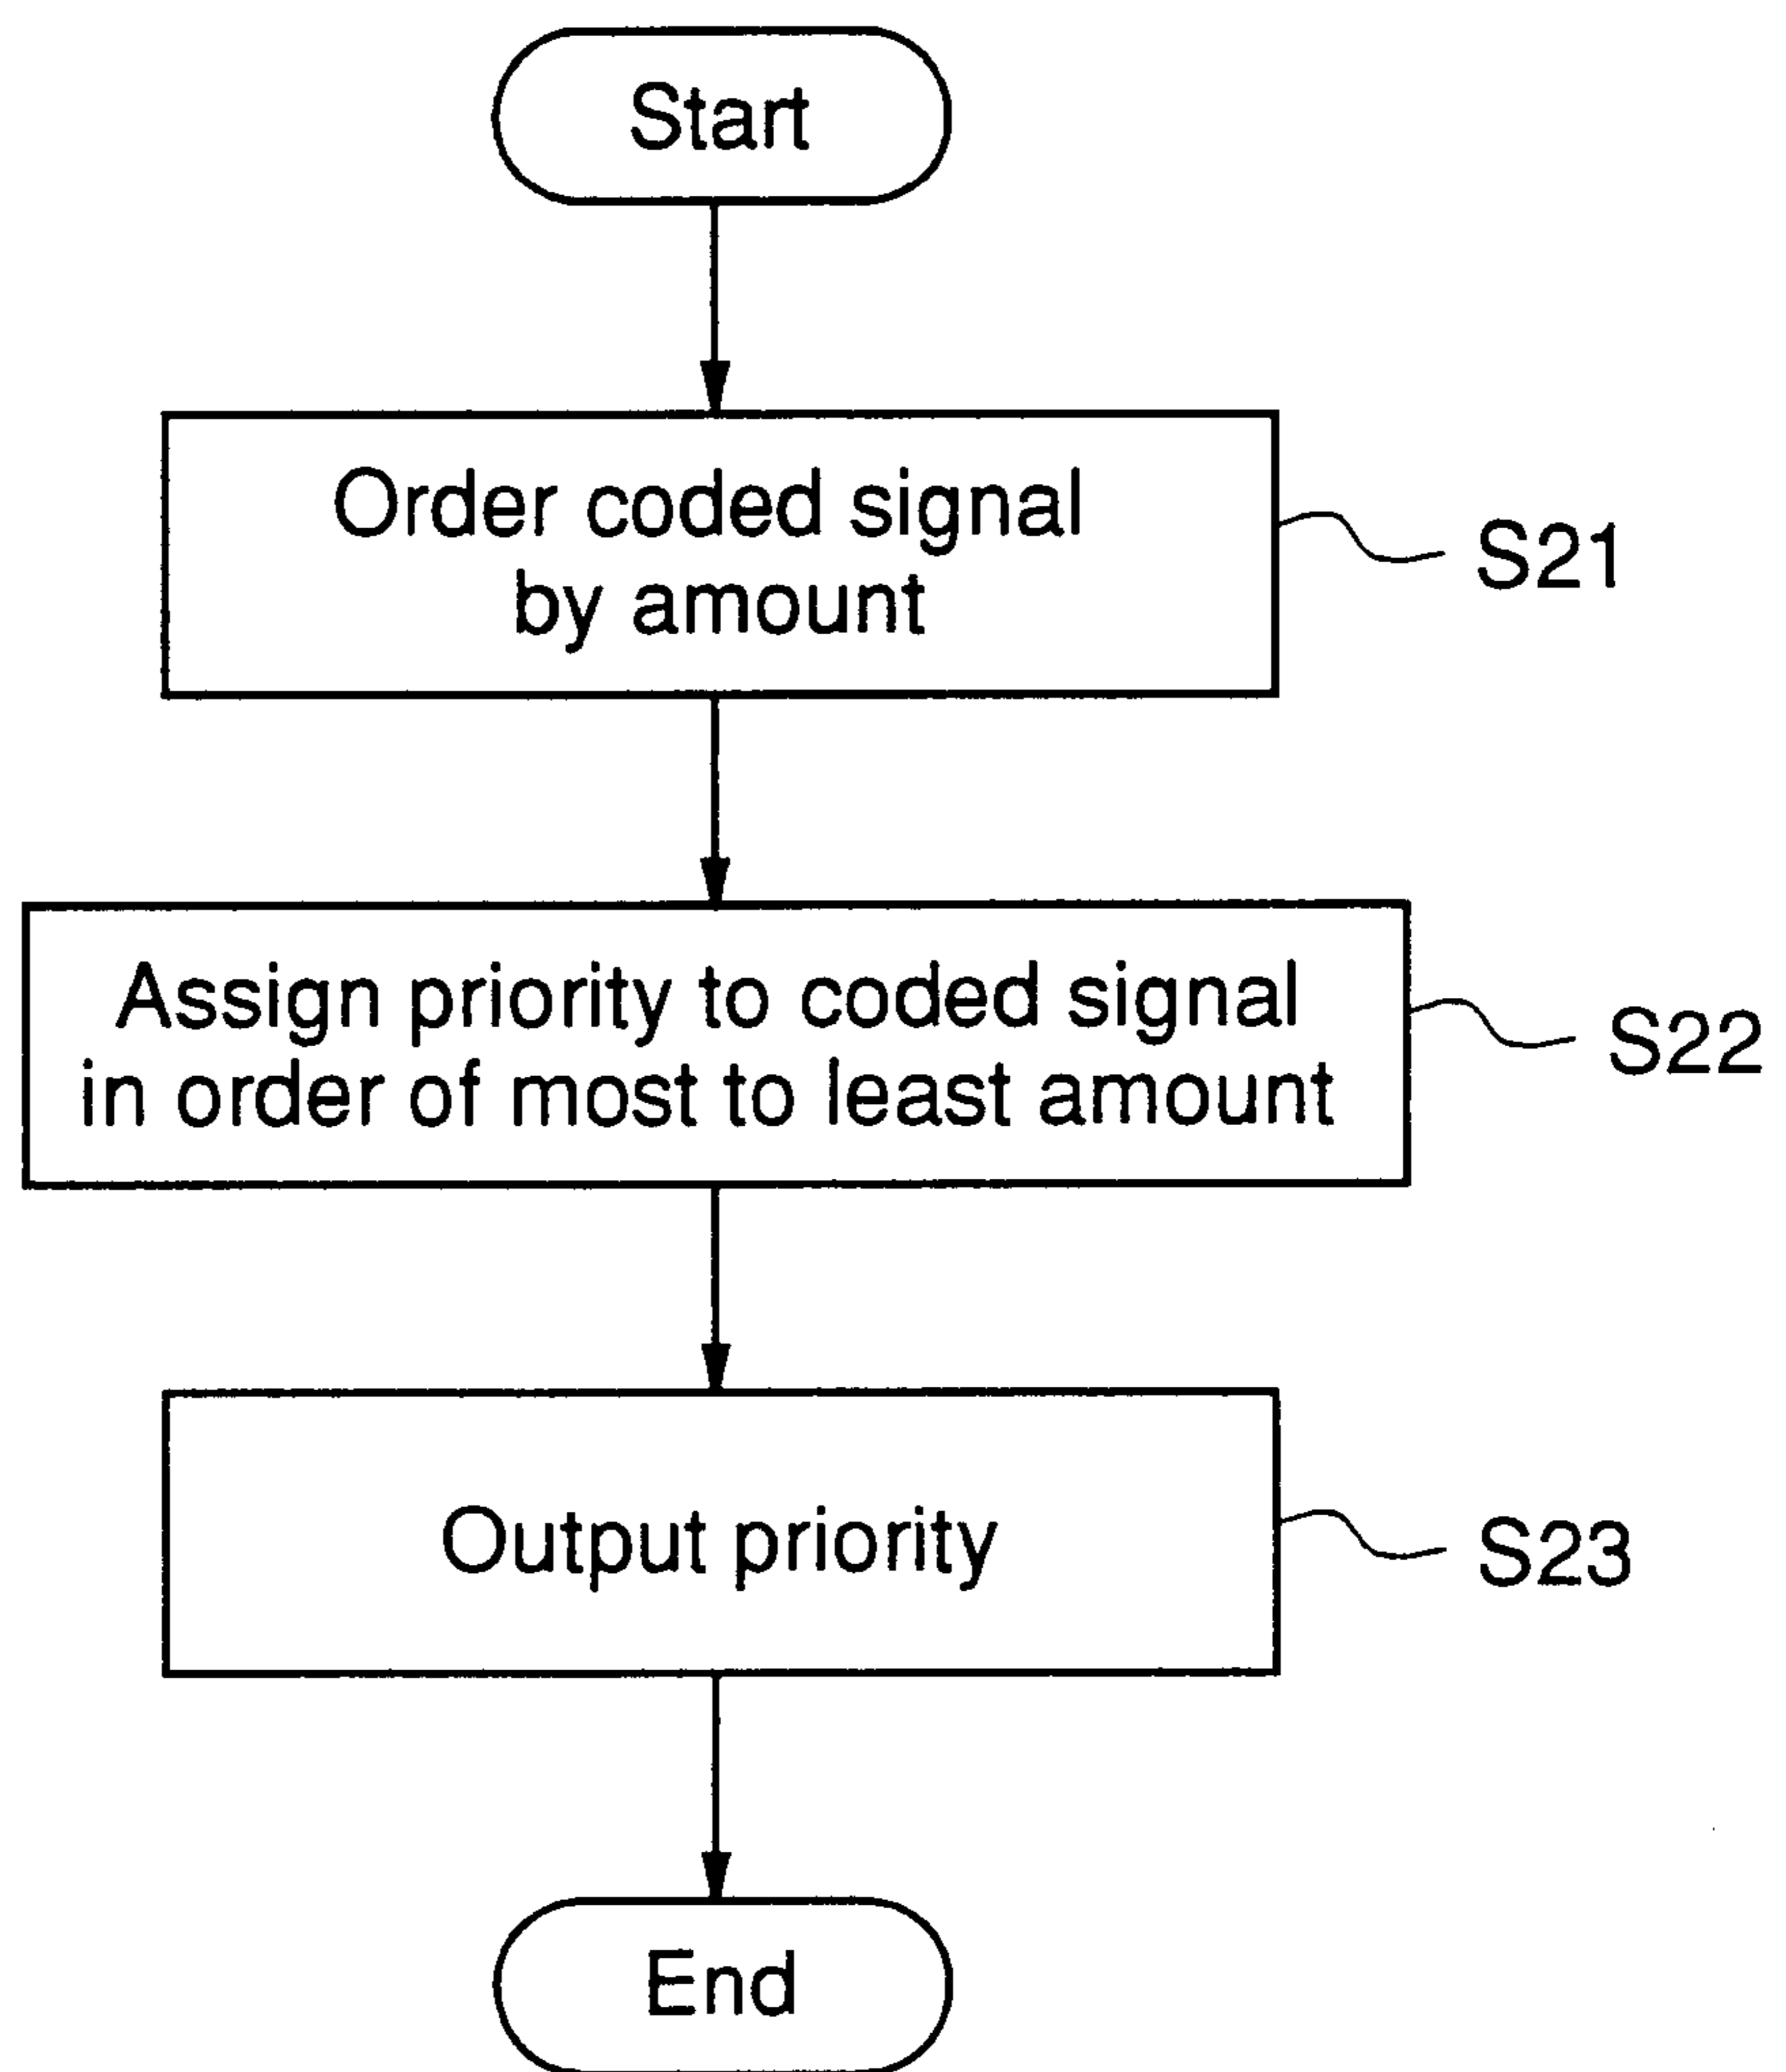 Start
Order coded signal
by amount
S21
Assign priority to coded signal
in order of most to least amount
S22
Output priority
S23
End